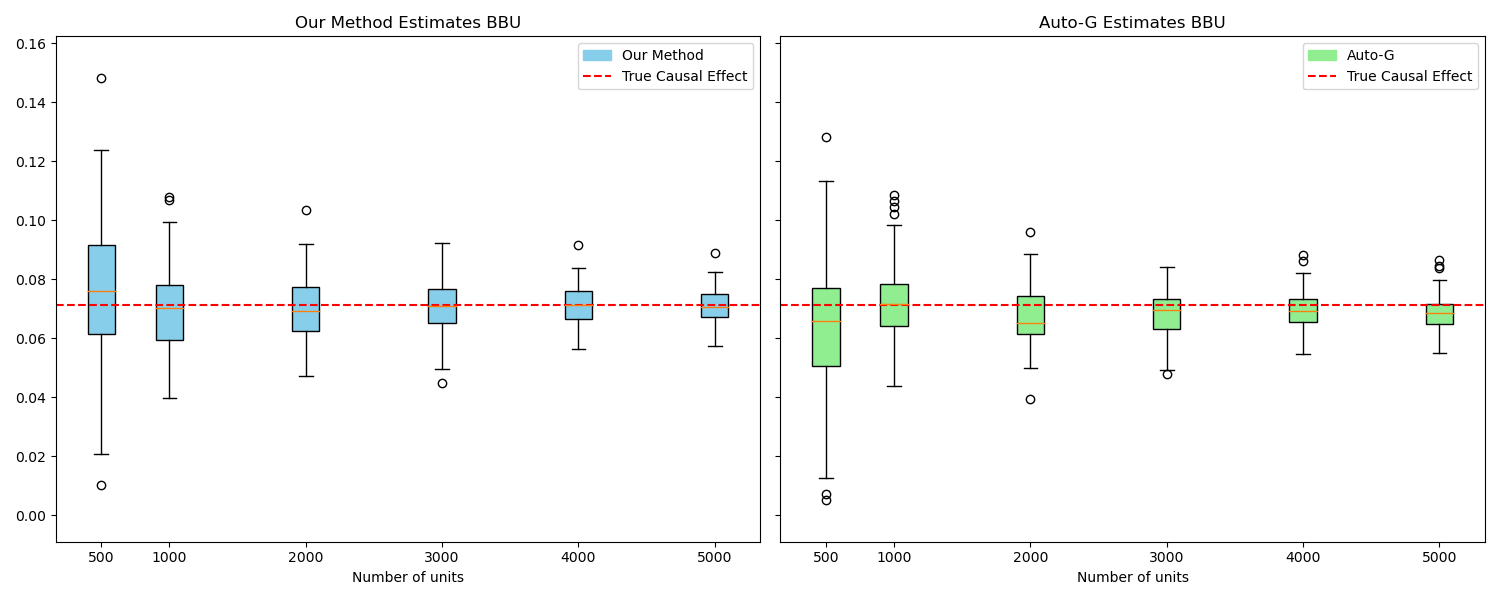 Our Method Estimates BBU
Our Method
True Causal Effect
0.16
0.14
0.12
0.10
0.08
0.06
0.04
0.02
0.00
500
1000
2000
3000
4000
5000
Number of units
Auto-G Estimates BBU
Auto-G
True Causal Effect
500
1000
2000
3000
4000
5000
Number of units